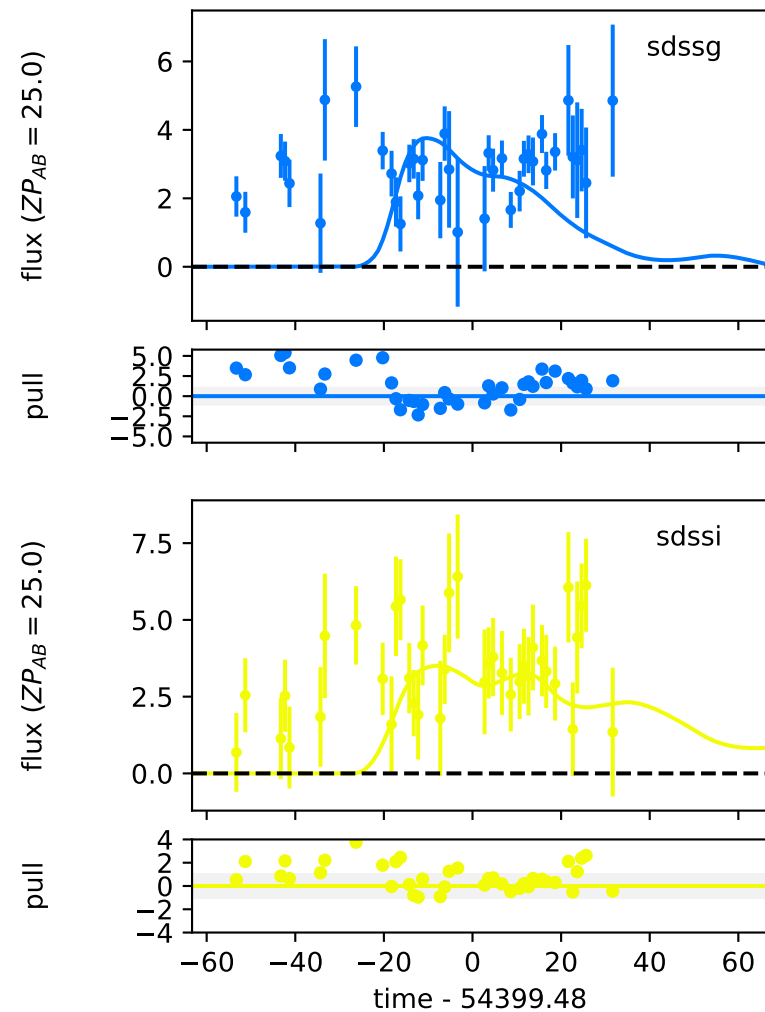 sdssg
flux (ZP_AB = 25.0)
6
4
2
0
pull
5.0
2.5
0.0
−2.5
−5.0
sdssi
flux (ZP_AB = 25.0)
7.5
5.0
2.5
0.0
pull
4
2
0
−2
−4
−60 −40 −20 0 20 40 60
time - 54399.48